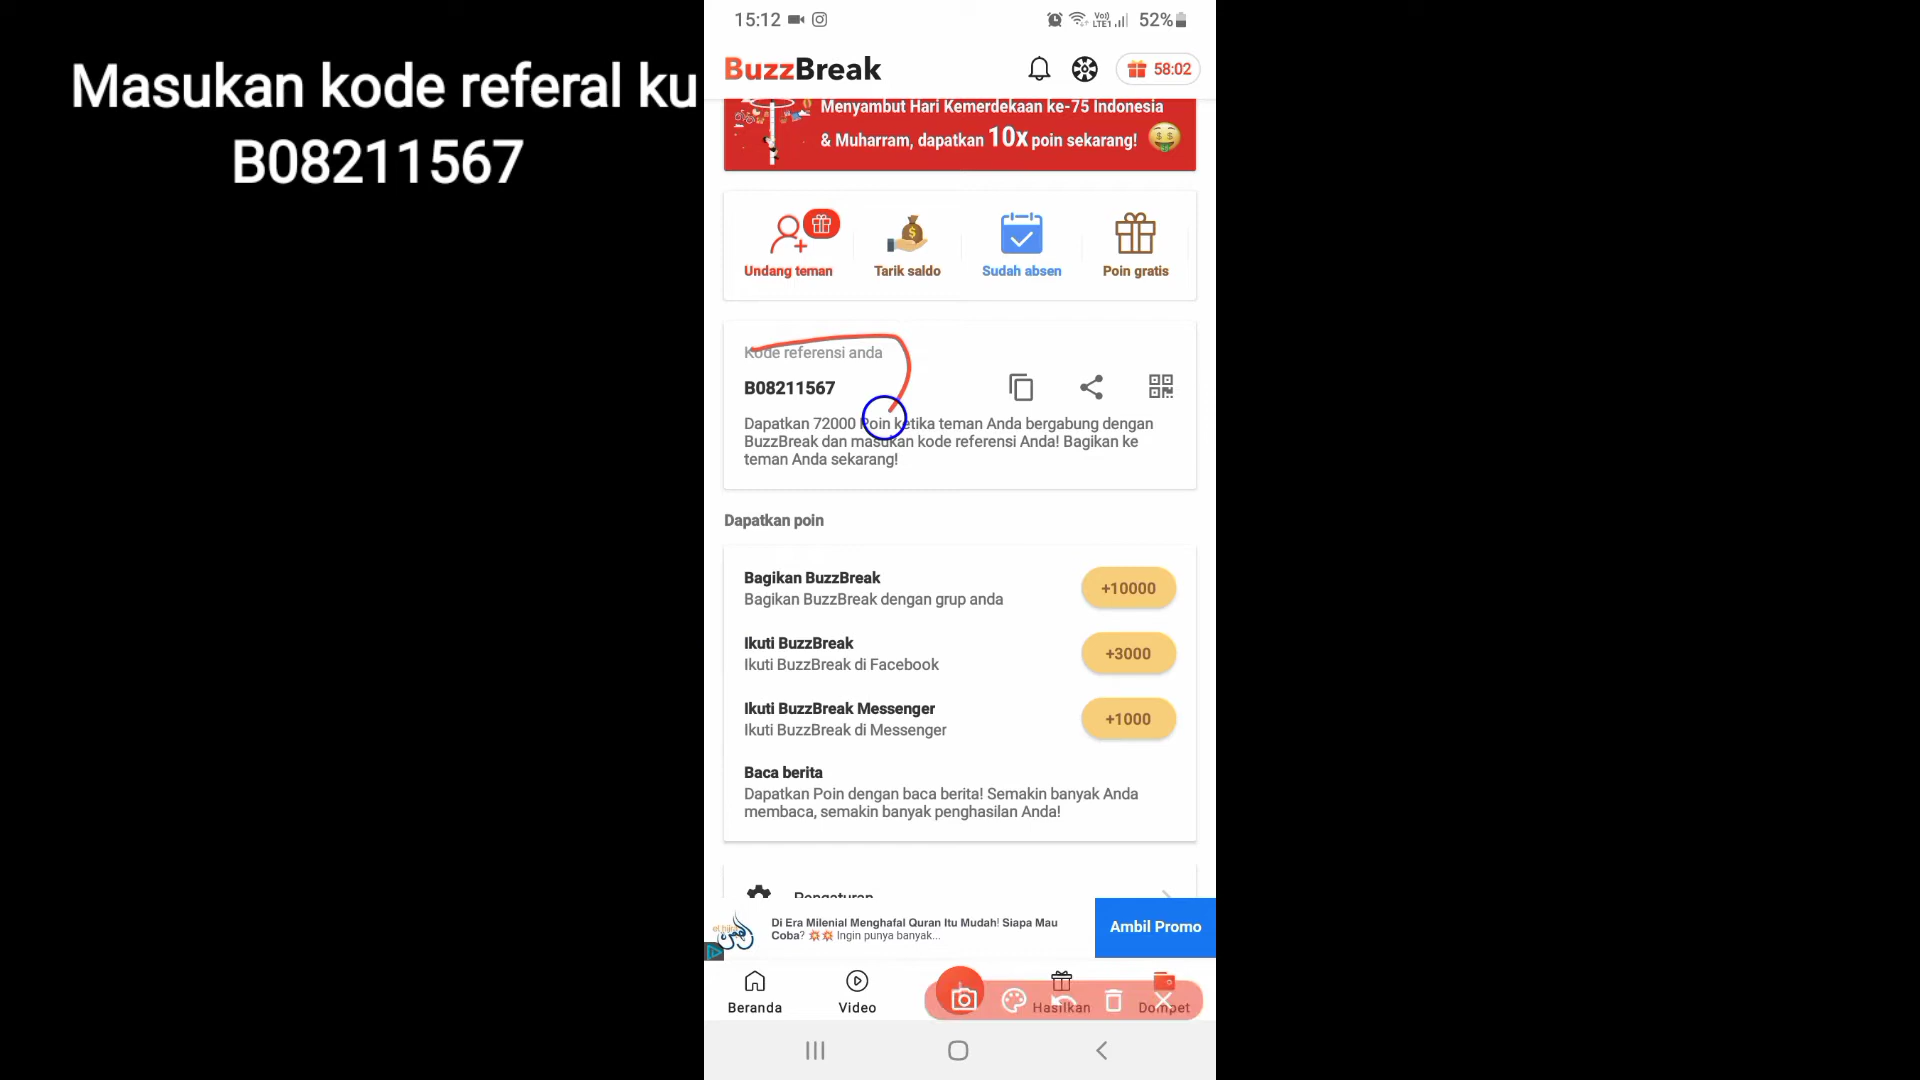 Masukan kode referal ku
B08211567
15:12
Vo)) LTE1 52%
BuzzBreak
58:02
Menyambut Hari Kemerdekaan ke-75 Indonesia
& Muharram, dapatkan 10x poin sekarang!
Undang teman
Tarik saldo
Sudah absen
Poin gratis
Kode referensi anda
B08211567
Dapatkan 72000 Poin ketika teman Anda bergabung dengan
BuzzBreak dan masukan kode referensi Anda! Bagikan ke
teman Anda sekarang!
Dapatkan poin
Bagikan BuzzBreak
Bagikan BuzzBreak dengan grup anda
+10000
Ikuti BuzzBreak
Ikuti BuzzBreak di Facebook
+3000
Ikuti BuzzBreak Messenger
Ikuti BuzzBreak di Messenger
+1000
Baca berita
Dapatkan Poin dengan baca berita! Semakin banyak Anda
membaca, semakin banyak penghasilan Anda!
Pengaturan
Di Era Milenial Menghafal Quran Itu Mudah! Siapa Mau
Coba? 💥💥 Ingin punya banyak...
Ambil Promo
Beranda
Video
Hasilkan
Dompet